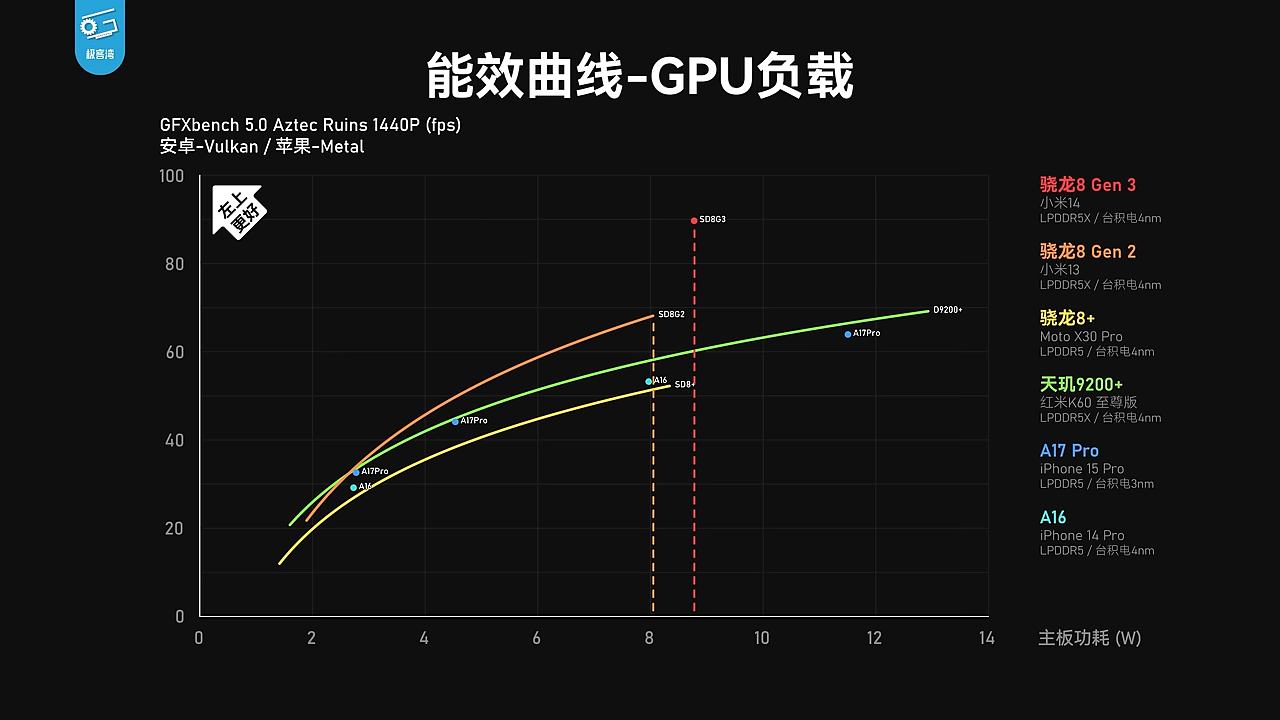 极客湾
能效曲线-GPU负载
GFXbench 5.0 Aztec Ruins 1440P (fps)
安卓-Vulkan / 苹果-Metal
100
80
60
40
20
0
左上
更好
SD8G3
SD8G2
D9200+
A17Pro
A16
SD8+
A17Pro
A17Pro
A16
0
2
4
6
8
10
12
14
主板功耗 (W)
骁龙8 Gen 3
小米14
LPDDR5X / 台积电4nm
骁龙8 Gen 2
小米13
LPDDR5X / 台积电4nm
骁龙8+
Moto X30 Pro
LPDDR5 / 台积电4nm
天玑9200+
红米K60 至尊版
LPDDR5X / 台积电4nm
A17 Pro
iPhone 15 Pro
LPDDR5 / 台积电3nm
A16
iPhone 14 Pro
LPDDR5 / 台积电4nm